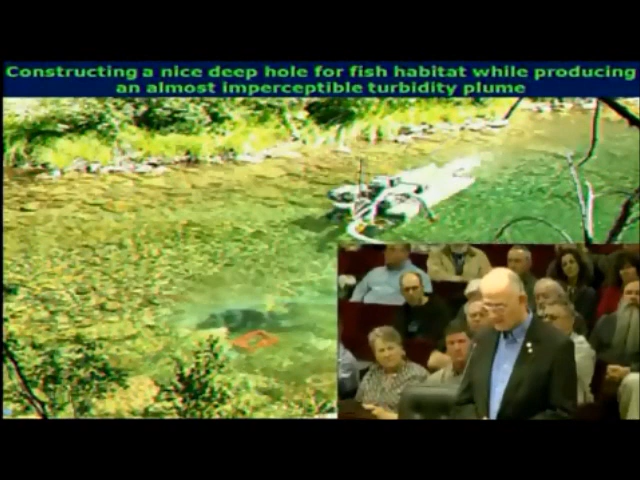 Constructing a nice deep hole for fish habitat while producing
an almost imperceptible turbidity plume